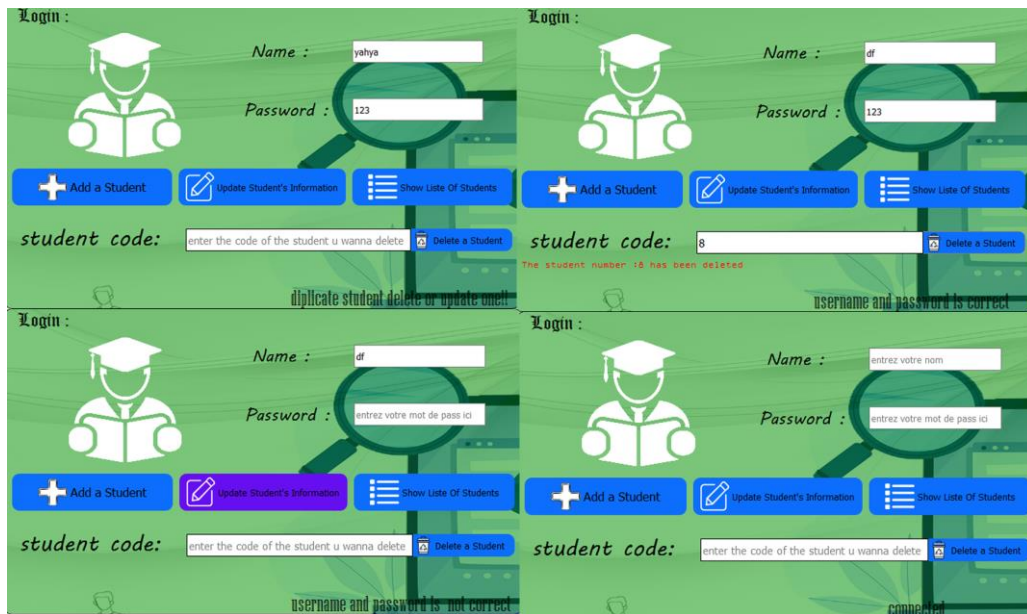 Login :
Name :
yahya
Password :
123
Add a Student
Update Student's Information
Show Liste Of Students
student code:
enter the code of the student u wanna delete
Delete a Student
diplicate student delete or update one!!
Login :
Name :
df
Password :
123
Add a Student
Update Student's Information
Show Liste Of Students
student code:
8
Delete a Student
The student number :8 has been deleted
username and password is correct
Login :
Name :
df
Password :
entrez votre mot de pass ici
Add a Student
Update Student's Information
Show Liste Of Students
student code:
enter the code of the student u wanna delete
Delete a Student
username and password is not correct
Login :
Name :
entrez votre nom
Password :
entrez votre mot de pass ici
Add a Student
Update Student's Information
Show Liste Of Students
student code:
enter the code of the student u wanna delete
Delete a Student
connected